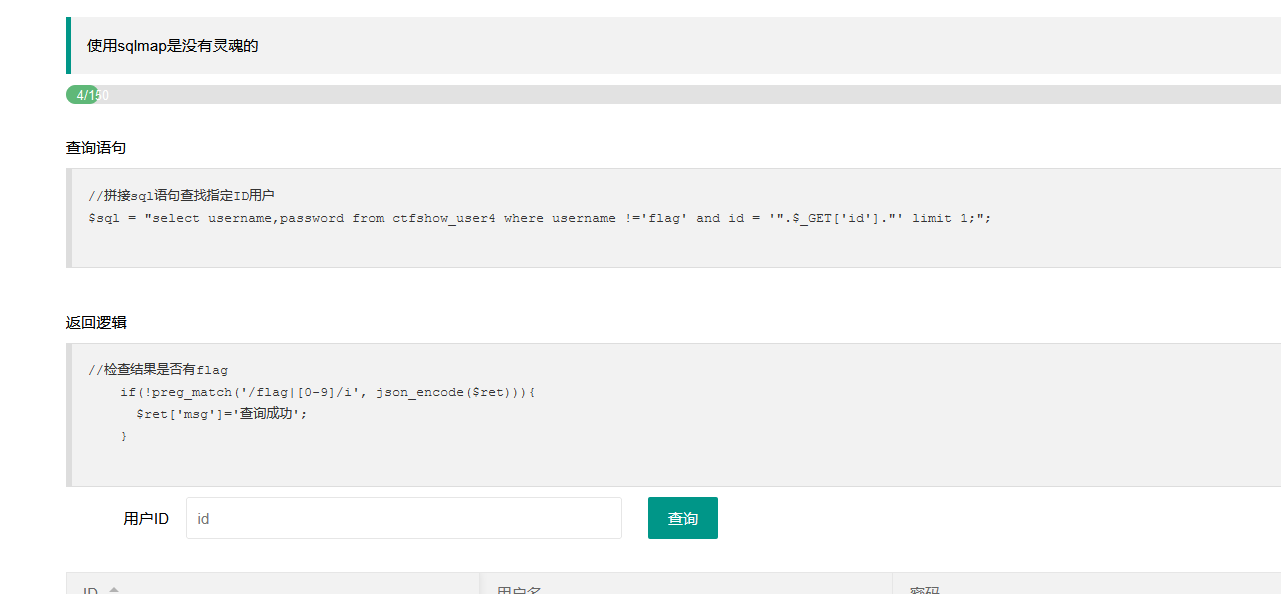 使用sqlmap是没有灵魂的
4/150
查询语句
//拼接sql语句查找指定ID用户
$sql = "select username,password from ctfshow_user4 where username !='flag' and id = '".$_GET['id']."' limit 1;";
返回逻辑
//检查结果是否有flag
if(!preg_match('/flag|[0-9]/i', json_encode($ret))){
$ret['msg']='查询成功';
}
用户ID id 查询
ID 用户名 密码